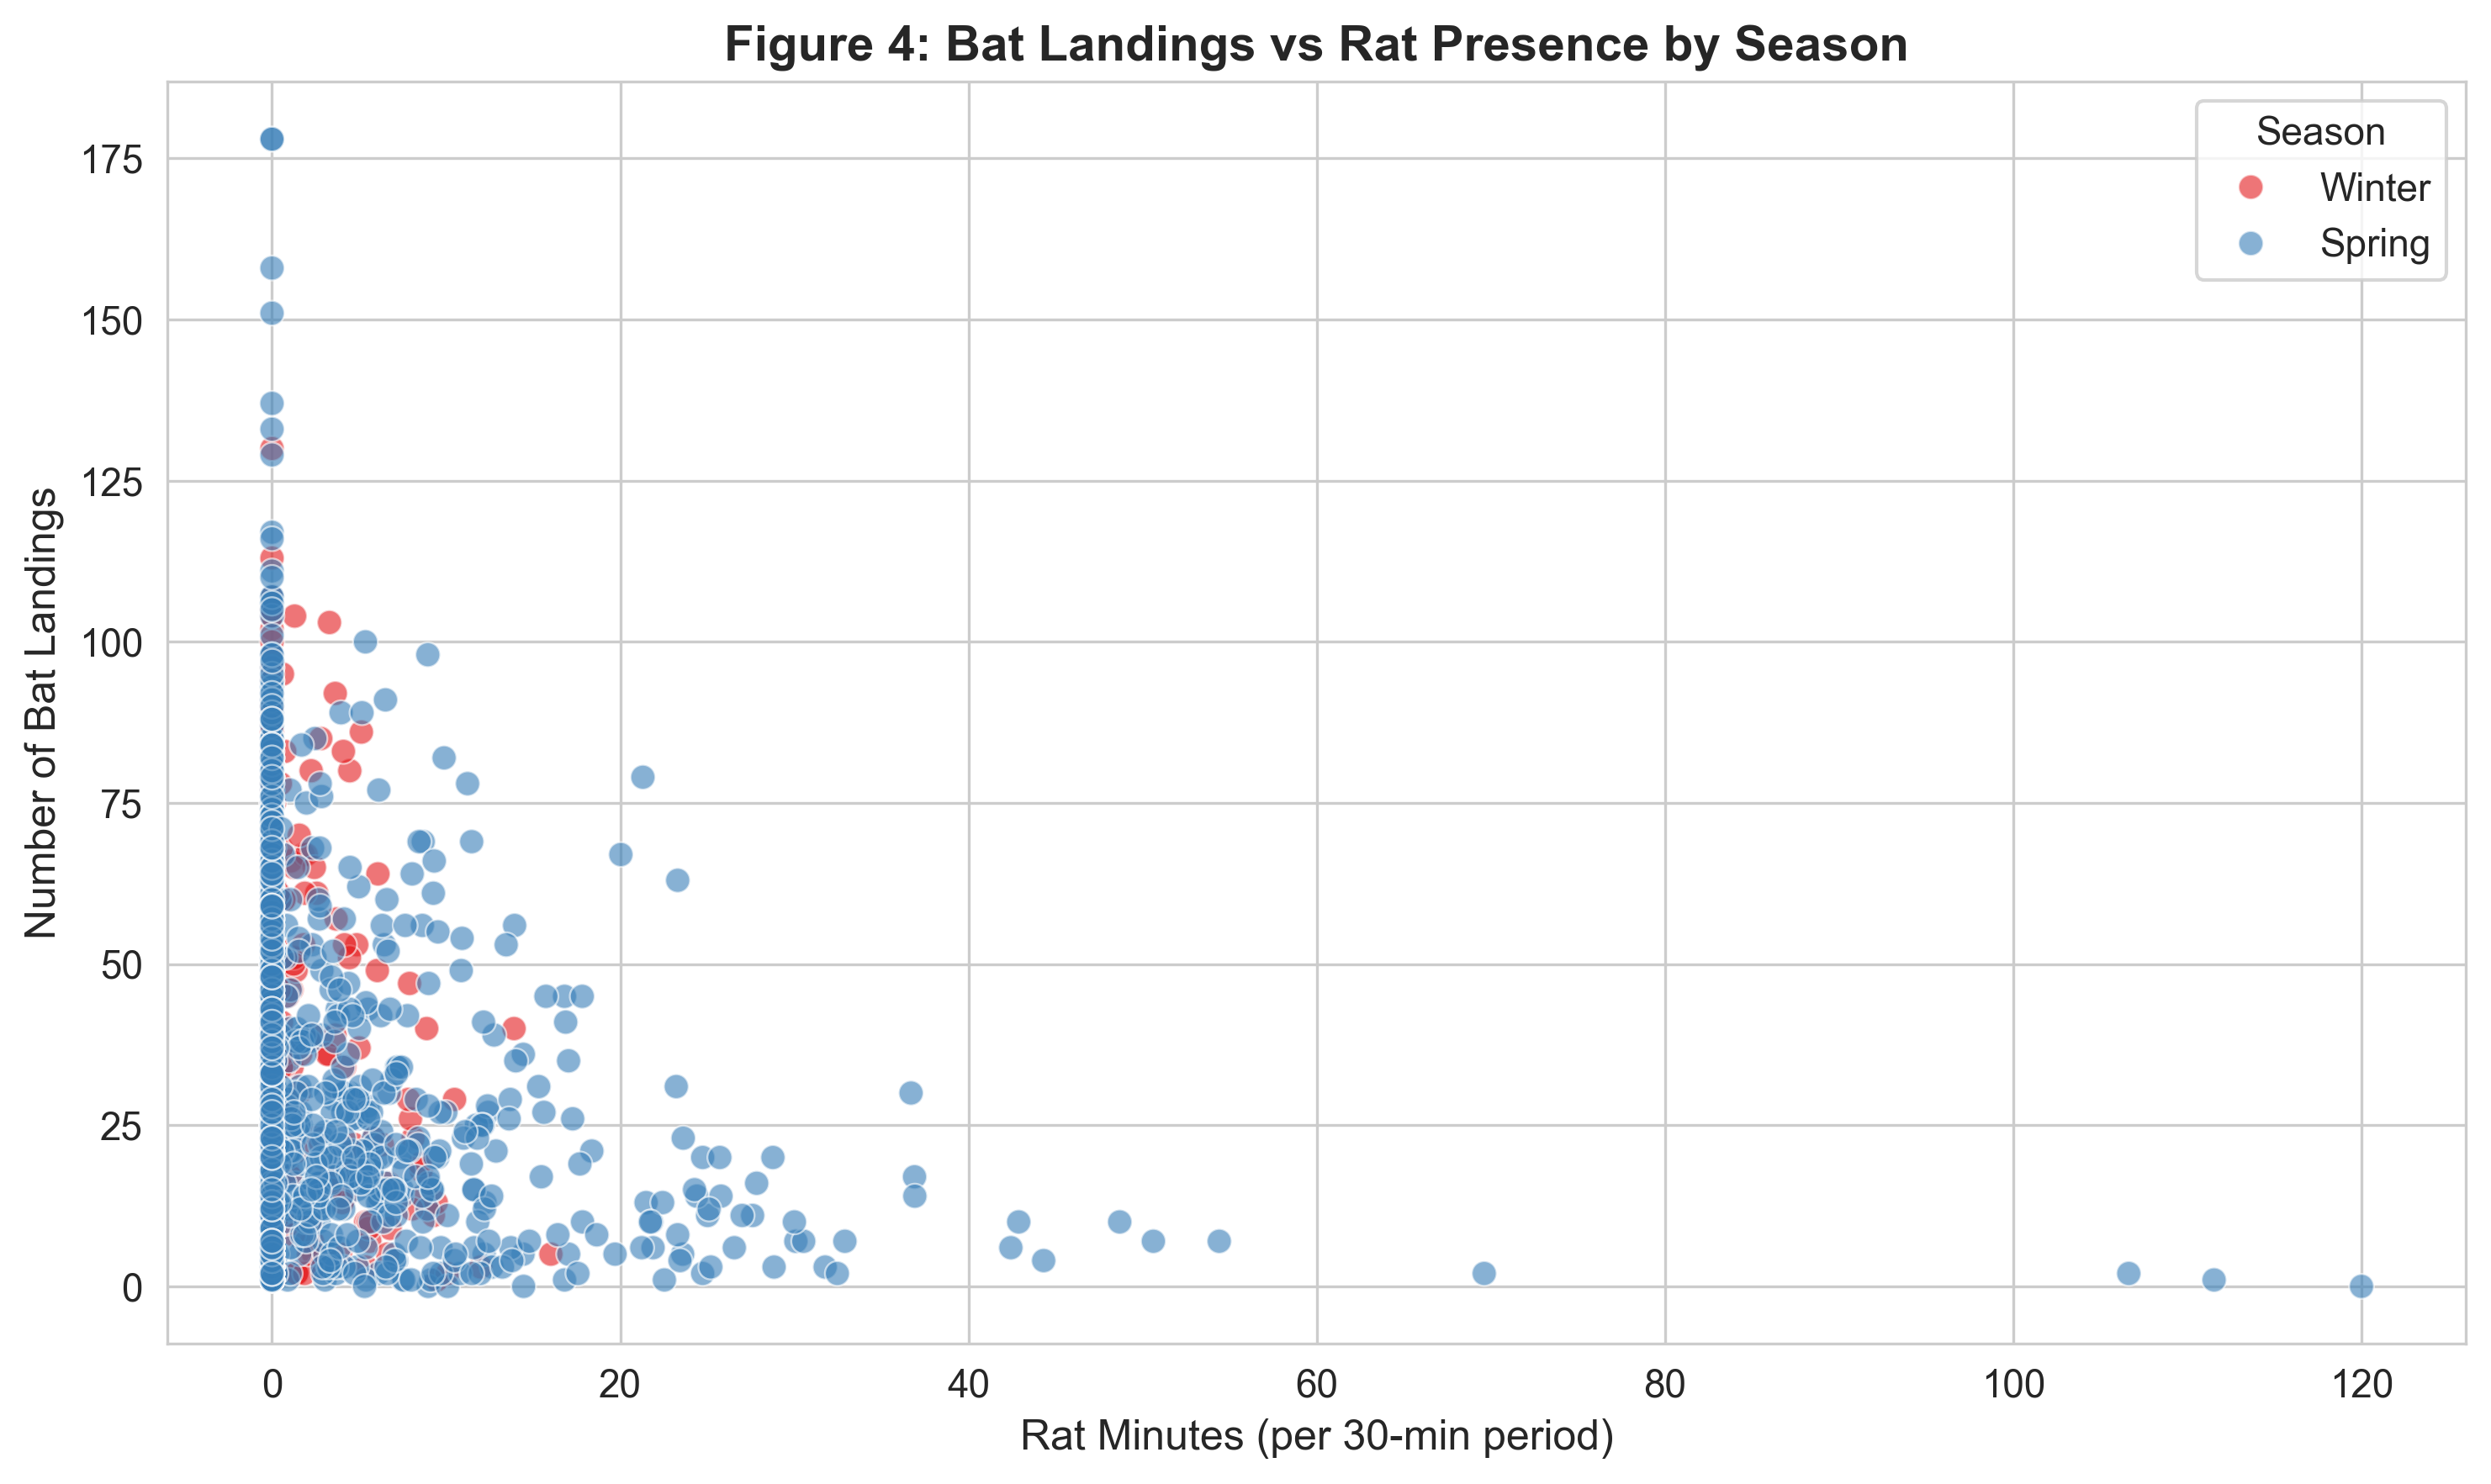 Figure 4: Bat Landings vs Rat Presence by Season
Season
Winter
Spring
Number of Bat Landings
175
150
125
100
75
50
25
0
0
20
40
60
80
100
120
Rat Minutes (per 30-min period)